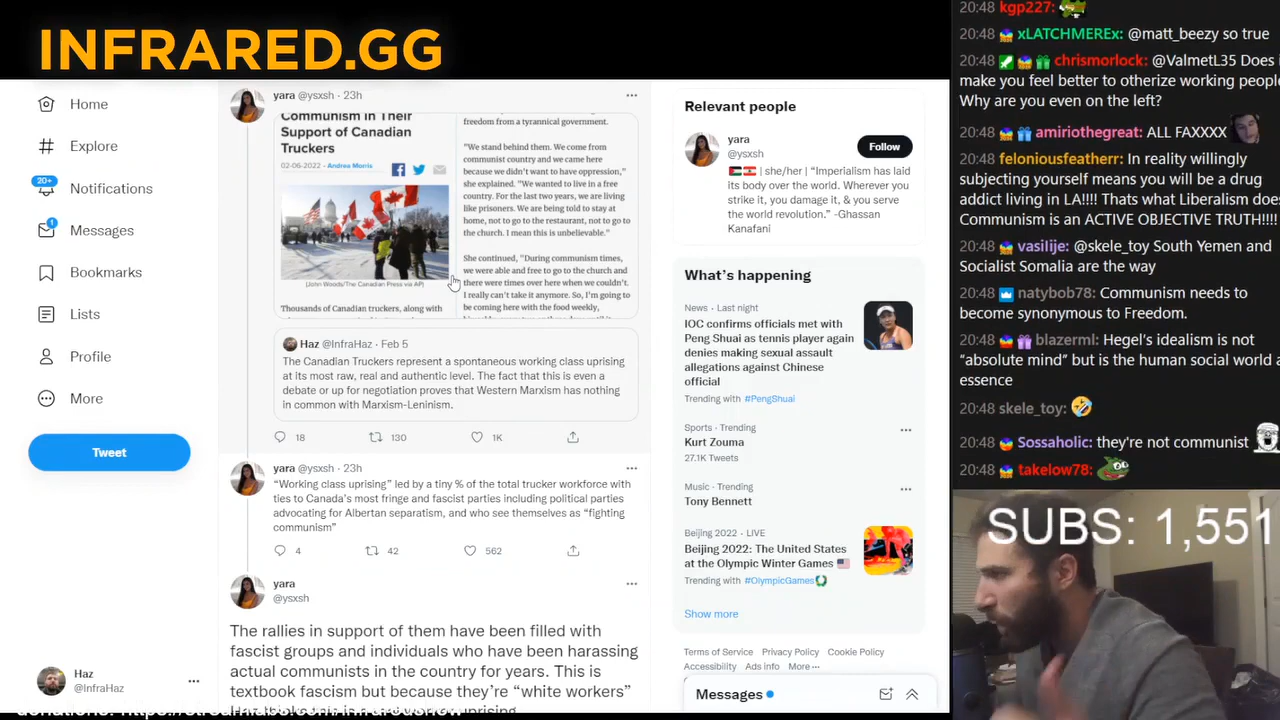 INFRARED.GG
Home
Explore
20+
Notifications
1
Messages
Bookmarks
Lists
Profile
More
Tweet
Haz
@InfraHaz
yara @ysxsh · 23h
Communism in Their
Support of Canadian
Truckers
02-06-2022 · Andrea Morris
(John Woods/The Canadian Press via AP)
Thousands of Canadian truckers, along with
freedom from a tyrannical government.
"We stand behind them. We come from
communist country and we came here
because we didn't want to have oppression,"
she explained. "We wanted to live in a free
country. For the last two years, we are living
like prisoners. We are being told to stay at
home, not to go to the restaurant, not to go to
the church. I mean this is unbelievable."
She continued, "During communism times,
we were able and free to go to the church and
there were times over here when we couldn't.
I really can't take it anymore. So, I'm going to
be coming here with the food weekly,
Haz @InfraHaz · Feb 5
The Canadian Truckers represent a spontaneous working class uprising
at its most raw, real and authentic level. The fact that this is even a
debate or up for negotiation proves that Western Marxism has nothing
in common with Marxism-Leninism.
18 130 1K
yara @ysxsh · 23h
“Working class uprising” led by a tiny % of the total trucker workforce with
ties to Canada's most fringe and fascist parties including political parties
advocating for Albertan separatism, and who see themselves as “fighting
communism”
4 42 562
yara
@ysxsh
The rallies in support of them have been filled with
fascist groups and individuals who have been harassing
actual communists in the country for years. This is
textbook fascism but because they're “white workers”
Relevant people
yara
@ysxsh
Follow
| she/her | “Imperialism has
laid its body over the world. Wherever you
strike it, you damage it, & you serve
the world revolution.” -Ghassan
Kanafani
What's happening
News · Last night
IOC confirms officials met with
Peng Shuai as tennis player again
denies making sexual assault
allegations against Chinese
official
Trending with #PengShuai
Sports · Trending
Kurt Zouma
27.1K Tweets
Music · Trending
Tony Bennett
Beijing 2022 · LIVE
Beijing 2022: The United States
at the Olympic Winter Games
Trending with #OlympicGames
Show more
Terms of Service Privacy Policy Cookie Policy
Accessibility Ads info More ···
Messages
kgp227:
20:48 xLATCHMEREx: @matt_beezy so true
20:48 chrismorlock: @ValmetL35 Does i
make you feel better to otherize working people
Why are you even on the left?
20:48 amiriothegreat: ALL FAXXXX
20:48 feloniousfeatherr: In reality willingly
subjecting yourself means you will be a drug
addict living in LA!!!! Thats what Liberalism does
Communism is an ACTIVE OBJECTIVE TRUTH!!!!
20:48 vasilije: @skele_toy South Yemen and
Socialist Somalia are the way
20:48 natybob78: Communism needs to
become synonymous to Freedom.
20:48 blazerml: Hegel's idealism is not
“absolute mind” but is the human social world a
essence
20:48 skele_toy:
20:48 Sossaholic: they're not communist
20:48 takelow78:
SUBS: 1,551